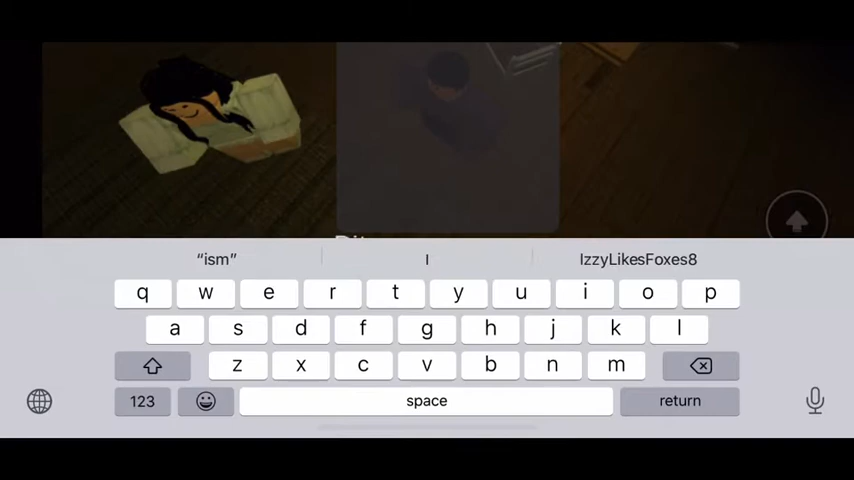 “ism” I IzzyLikesFoxes8
q w e r t y u i o p
a s d f g h j k l
z x c v b n m
123 space return